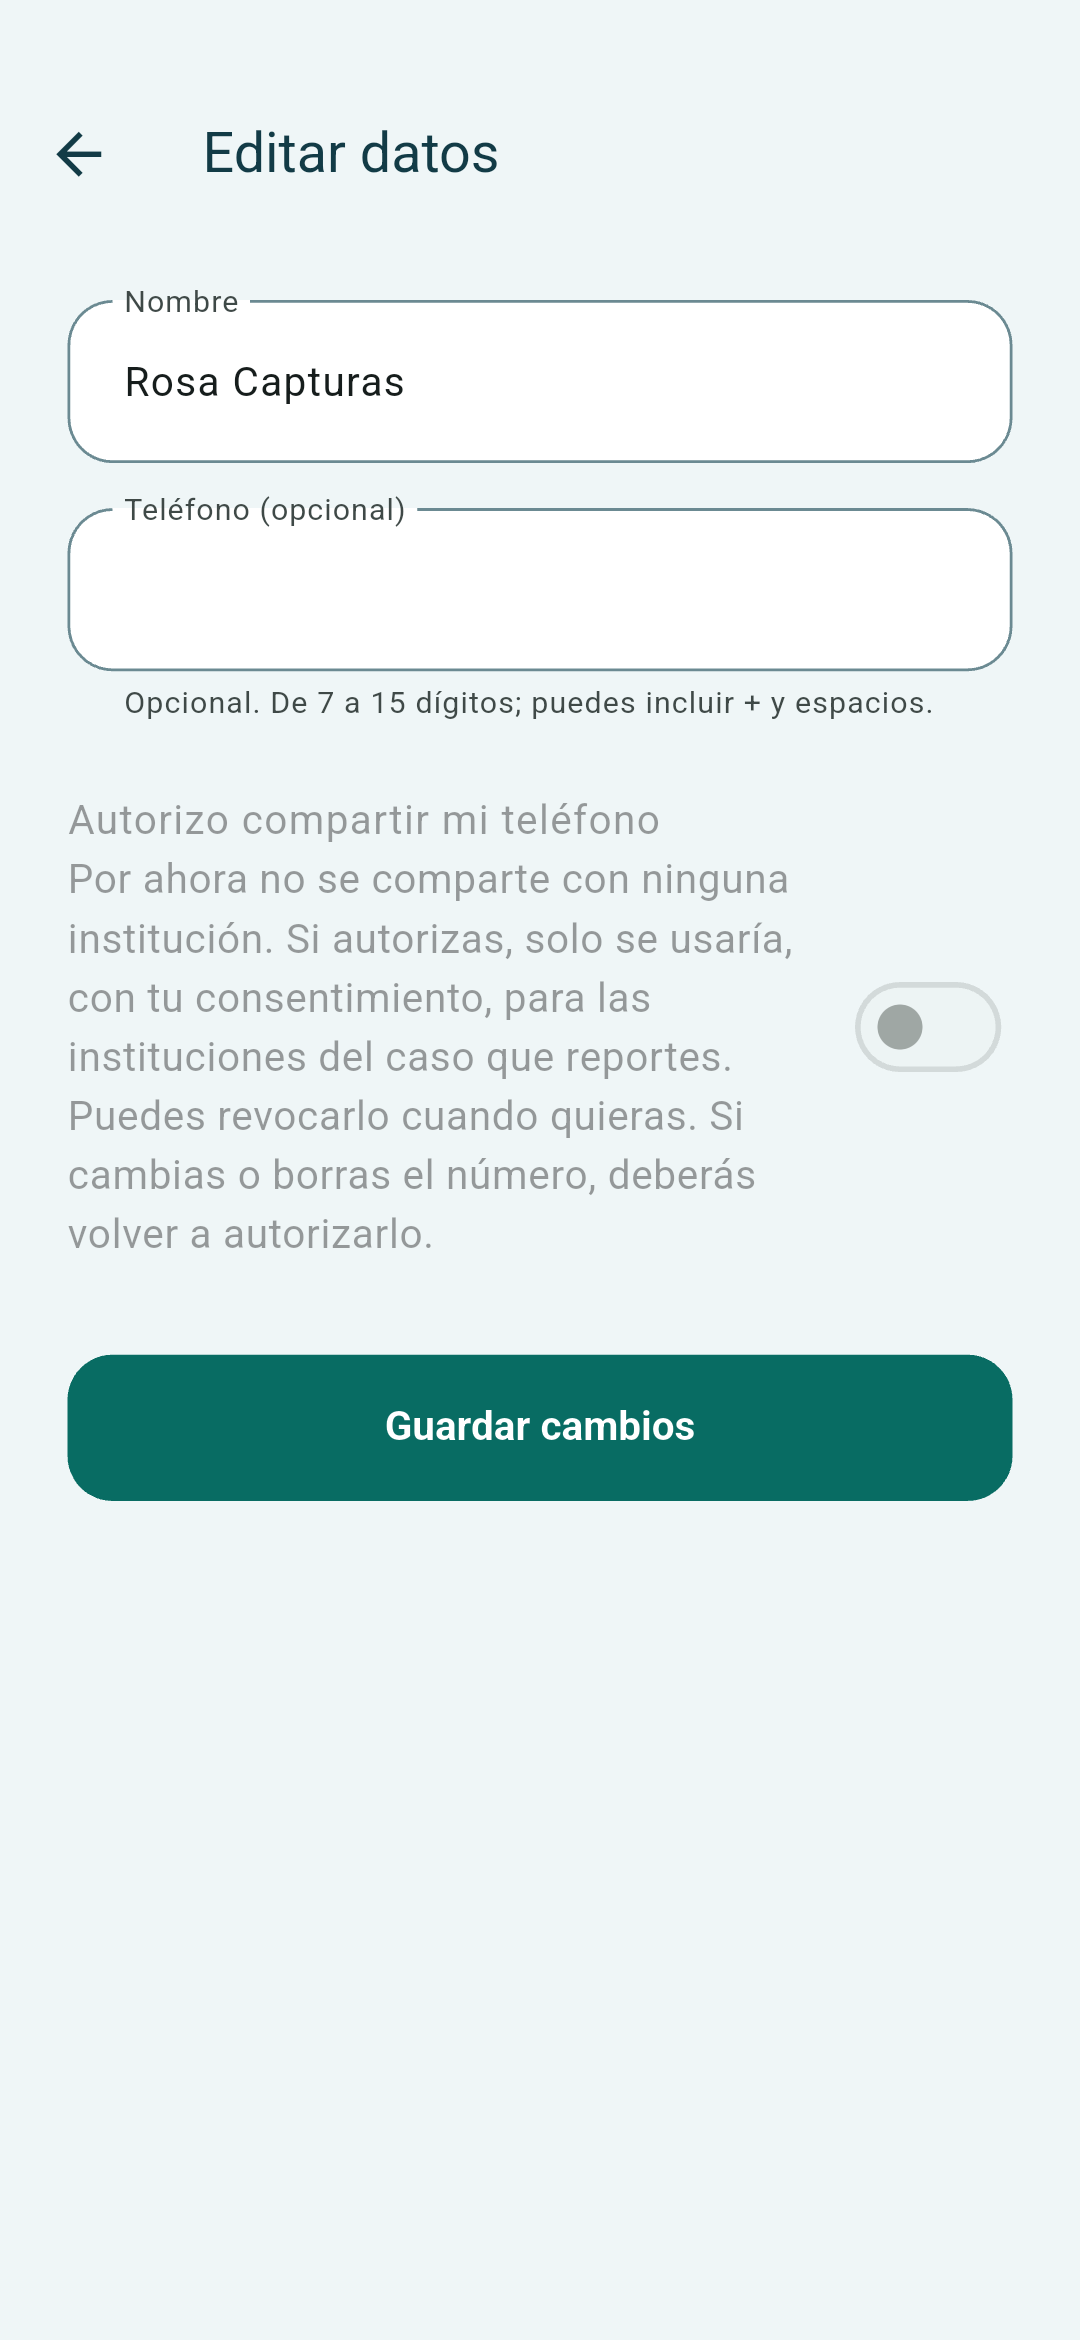 Editar datos
Nombre
Rosa Capturas
Teléfono (opcional)
Opcional. De 7 a 15 dígitos; puedes incluir + y espacios.
Autorizo compartir mi teléfono
Por ahora no se comparte con ninguna
institución. Si autorizas, solo se usaría,
con tu consentimiento, para las
instituciones del caso que reportes.
Puedes revocarlo cuando quieras. Si
cambias o borras el número, deberás
volver a autorizarlo.
Guardar cambios